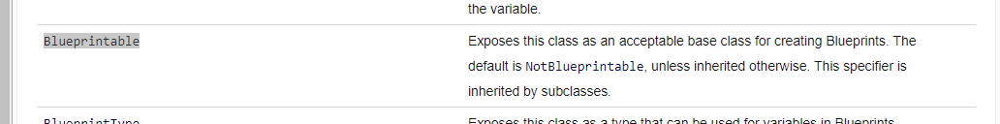 the variable.
Blueprintable
Exposes this class as an acceptable base class for creating Blueprints. The
default is NotBlueprintable, unless inherited otherwise. This specifier is
inherited by subclasses.
BlueprintType
Exposes this class as a type that can be used for variables in Blueprints.